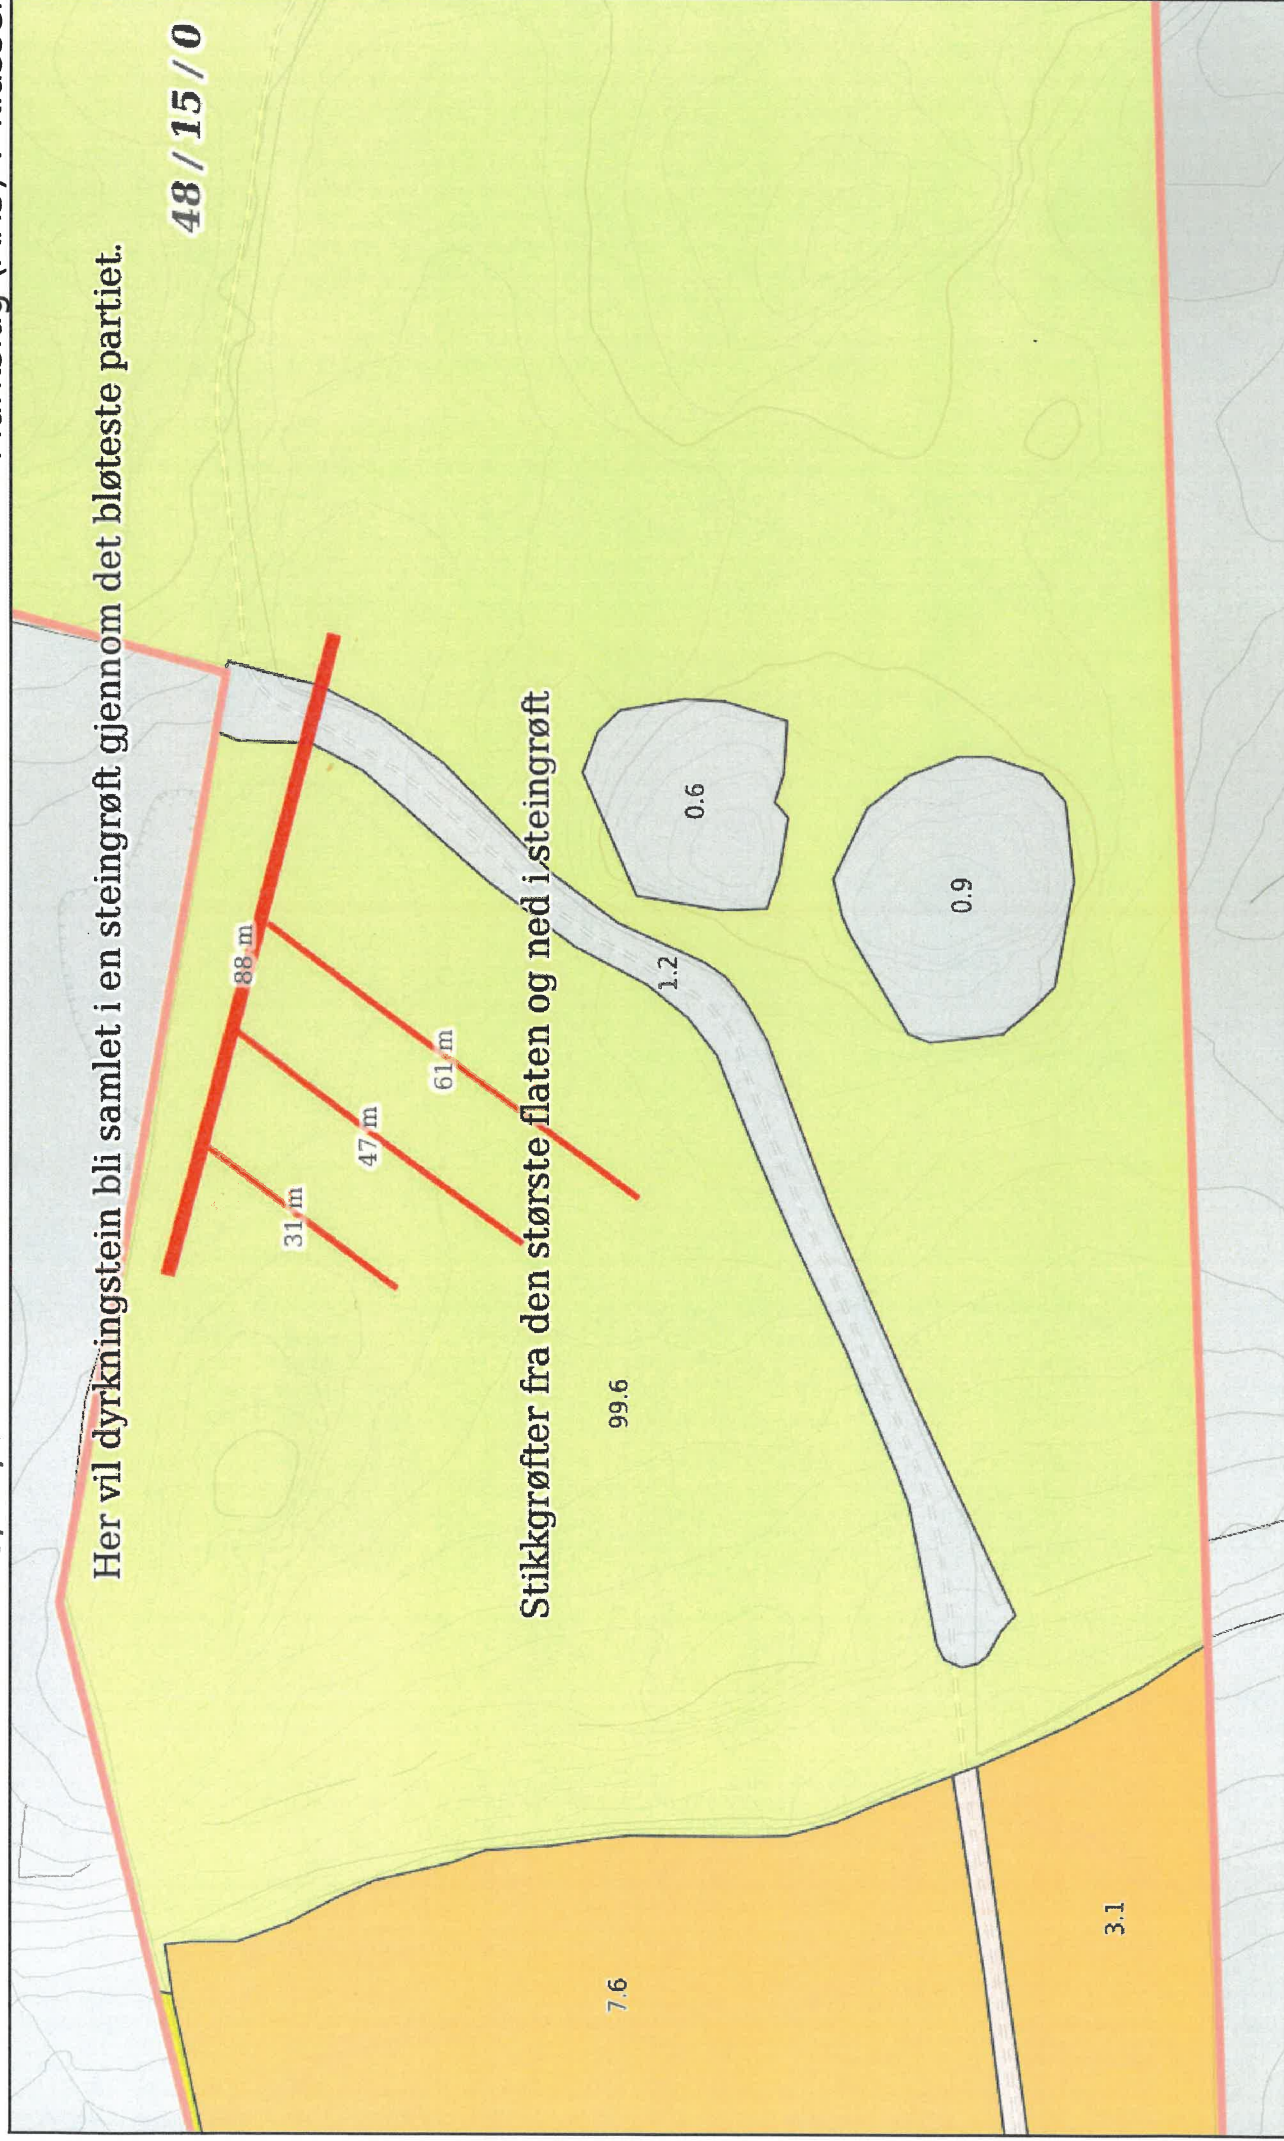 48 / 15 / 0
Her vil dyrkningstein bli samlet i en steingrøft gjennom det bløteste partiet.
88 m
31 m
47 m
61 m
Stikkgrøfter fra den største flaten og ned i steingrøft
99.6
7.6
1.2
0.6
0.9
3.1